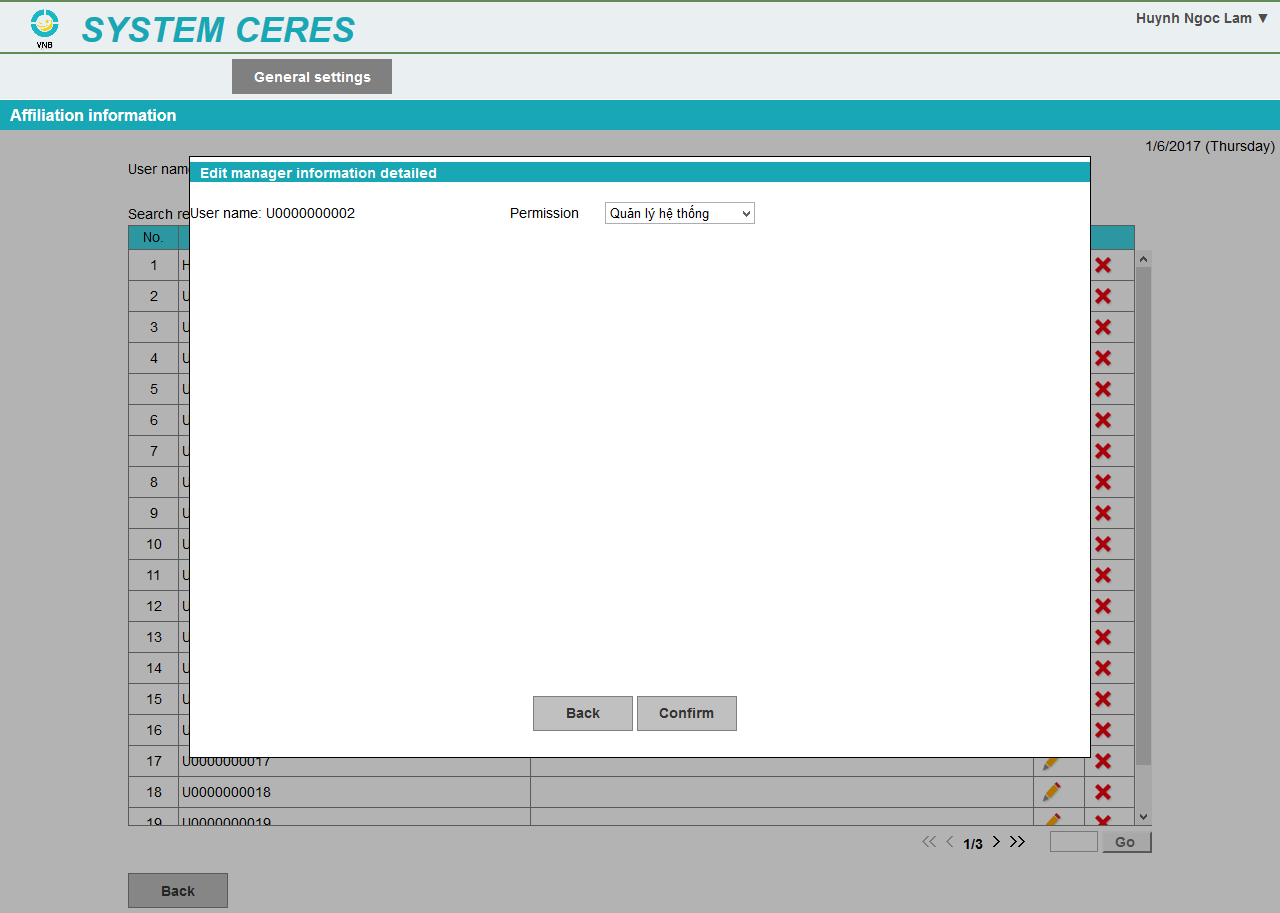 VNB
SYSTEM CERES
Huynh Ngoc Lam ▼
General settings
Affiliation information
1/6/2017 (Thursday)
User nam
Edit manager information detailed
User name: U0000000002
Permission
Quản lý hệ thống
Search re
No.
1 H
2 U
3 U
4 U
5 U
6 U
7 U
8 U
9 U
10 U
11 U
12 U
13 U
14 U
15 U
16 U
17 U0000000017
18 U0000000018
19 U0000000019
Back
Confirm
<< < 1/3 > >>
Go
Back